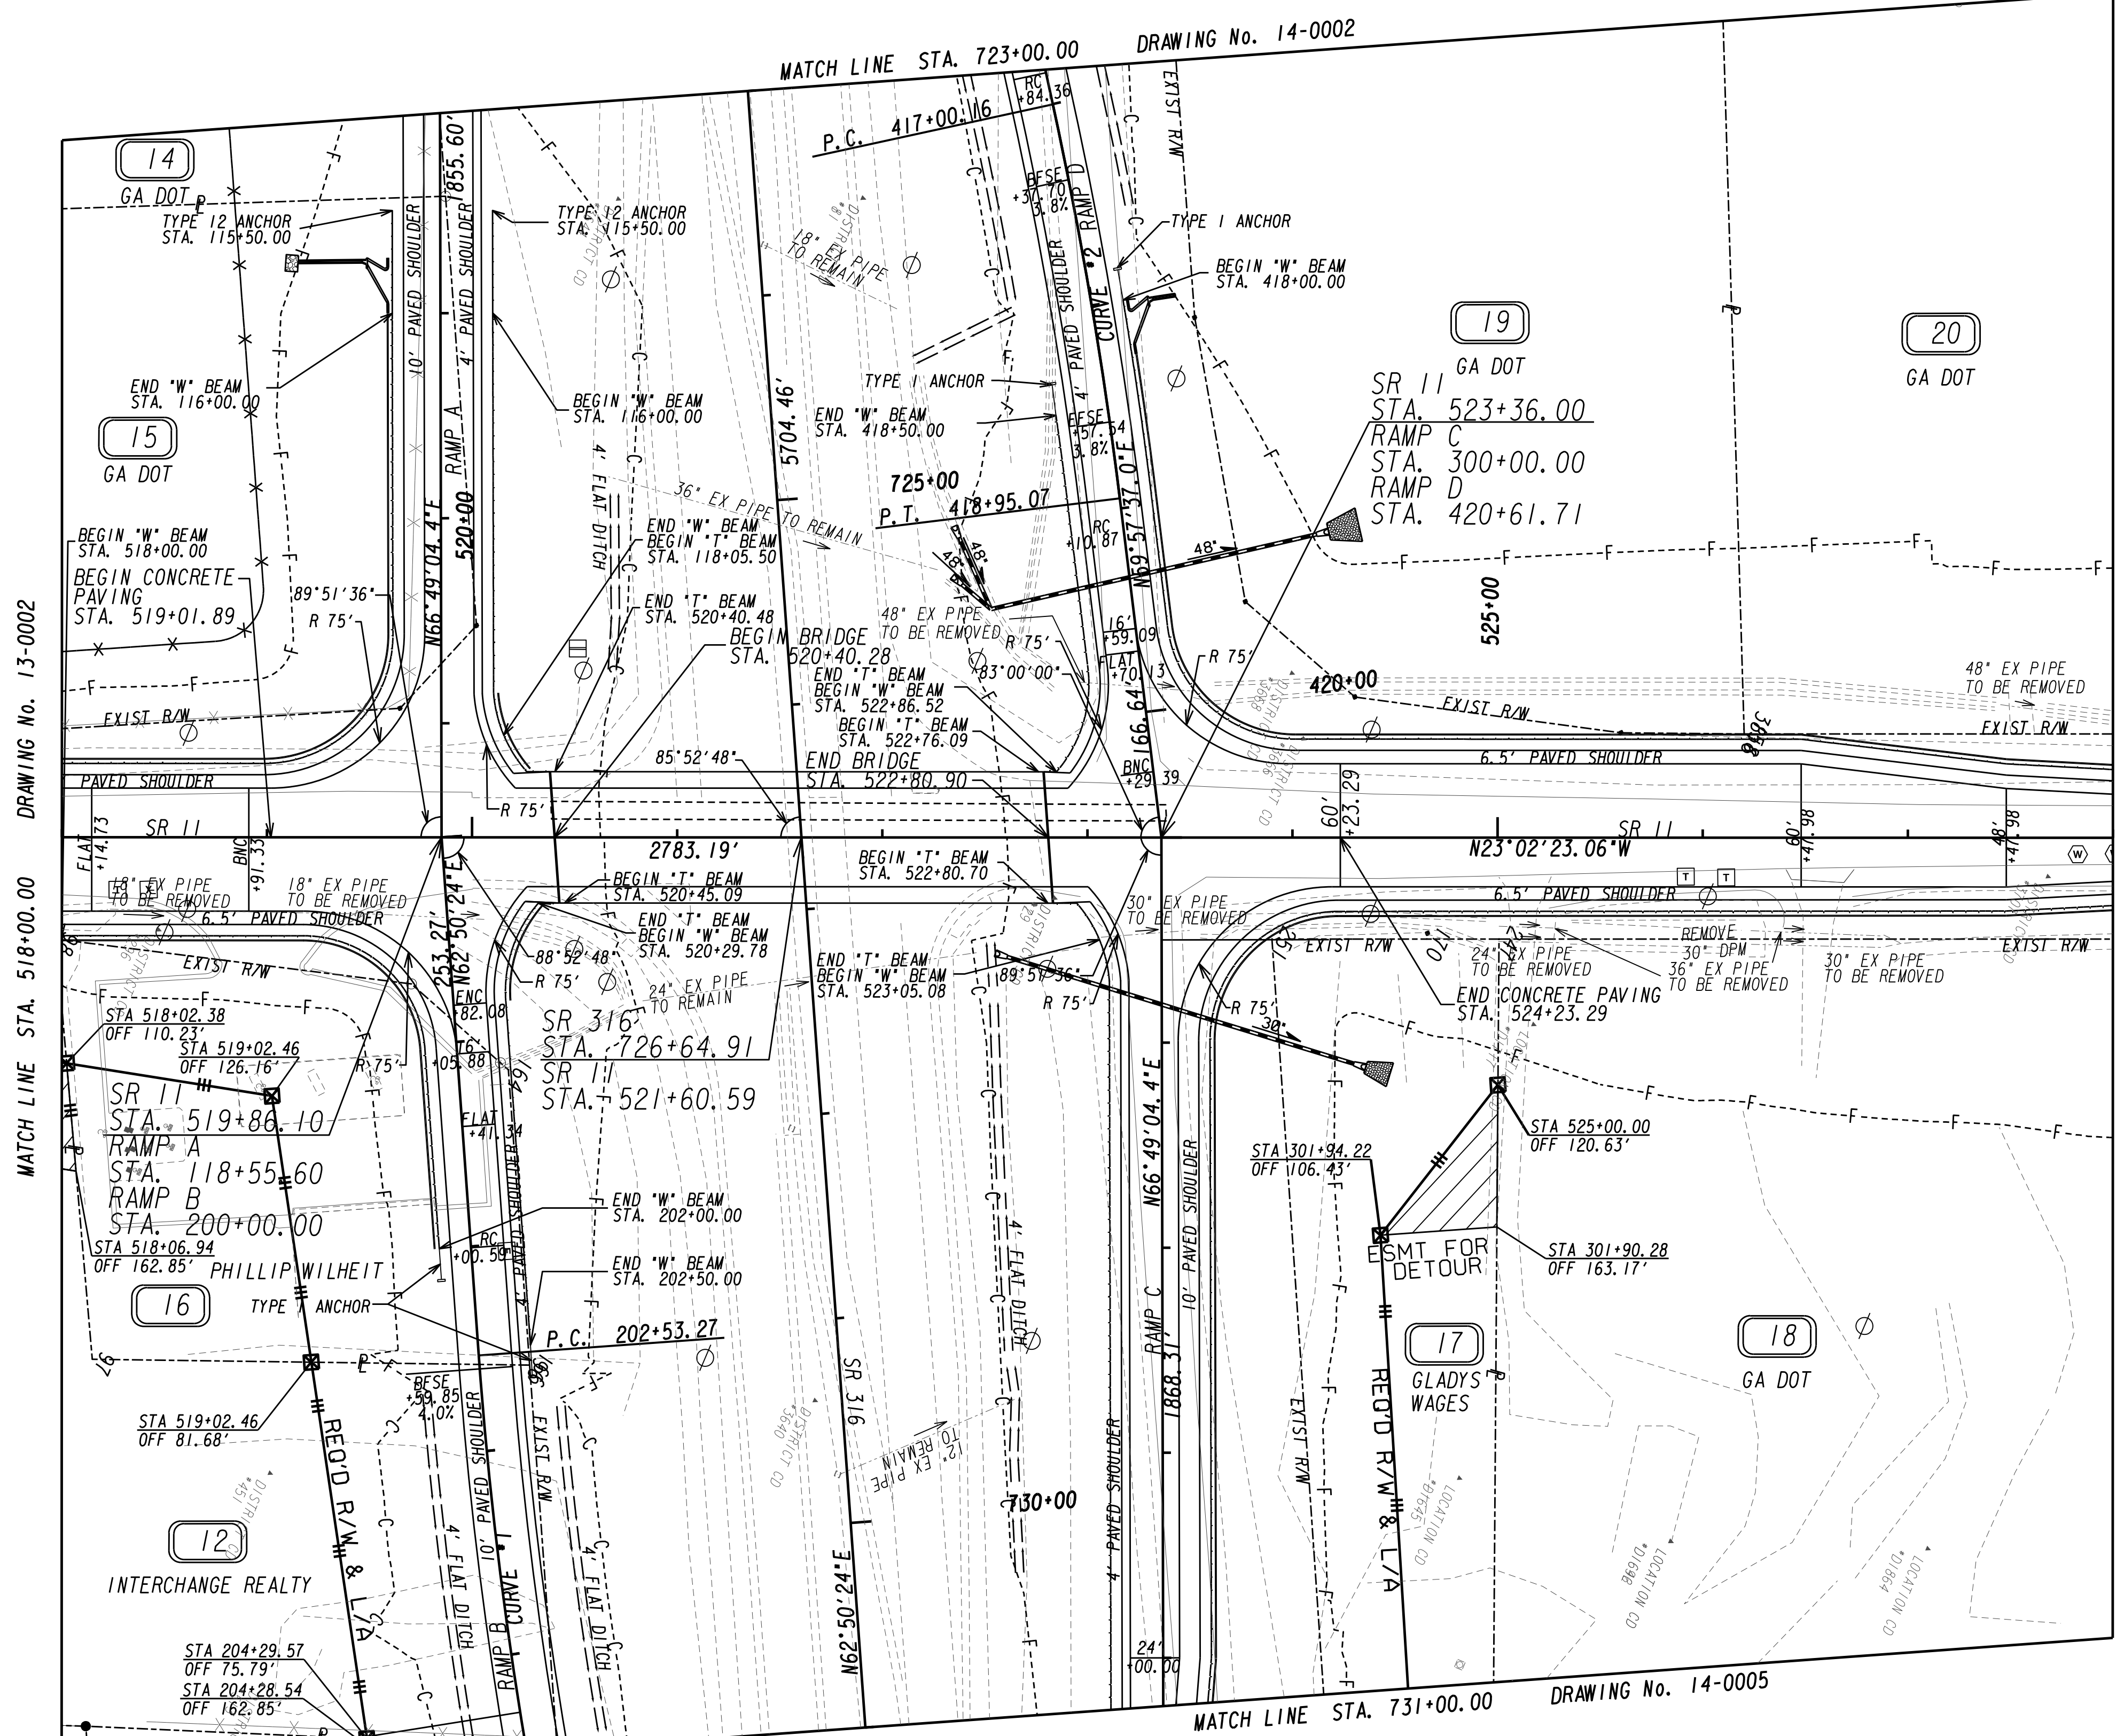 MATCH LINE STA. 723+00.00 DRAWING No. 14-0002
14
GA DOT
TYPE 12 ANCHOR
STA. 115+50.00
855.60'
TYPE 12 ANCHOR
STA. 115+50.00
10' PAVED SHOULDER
4' PAVED SHOULDER
RAMP A
END "W" BEAM
STA. 116+00.00
BEGIN "W" BEAM
STA. 116+00.00
15
GA DOT
P.C. 417+00.16
RC
+84.36
18" EX PIPE
TO REMAIN
BFSE
+37.70
3.8%
4' PAVED SHOULDER
RAMP D
CURVE #2
EXIST R/W
TYPE 1 ANCHOR
BEGIN "W" BEAM
STA. 418+00.00
TYPE 1 ANCHOR
END "W" BEAM
STA. 418+50.00
EFSE
+57.54
3.8%
19
GA DOT
20
GA DOT
SR 11
STA. 523+36.00
RAMP C
STA. 300+00.00
RAMP D
STA. 420+61.71
5704.46'
725+00
P.T. 418+95.07
RC
+10.87
N69°57'37.0"E
36" EX PIPE TO REMAIN
4' FLAT DITCH
48"
48"
48"
BEGIN "W" BEAM
STA. 518+00.00
BEGIN CONCRETE
PAVING
STA. 519+01.89
89°51'36"
R 75'
N66°49'04.4"E
520+00
END "W" BEAM
BEGIN "T" BEAM
STA. 118+05.50
END "T" BEAM
STA. 520+40.48
BEGIN BRIDGE
STA. 520+40.28
48" EX PIPE
TO BE REMOVED
R 75'
16'
+59.09
FLAT
+70.13
83°00'00"
END "T" BEAM
BEGIN "W" BEAM
STA. 522+86.52
BEGIN "T" BEAM
STA. 522+76.09
END BRIDGE
STA. 522+80.90
85°52'48"
R 75'
R 75'
166.64'
BNC
+29.39
420+00
525+00
48" EX PIPE
TO BE REMOVED
EXIST R/W
EXIST R/W
EXIST R/W
PAVED SHOULDER
6.5' PAVED SHOULDER
DRAWING No. 13-0002
MATCH LINE STA. 518+00.00
FLAT
+14.73
SR 11
BNC
+91.33
2783.19'
60'
+23.29
SR 11
N23°02'23.06"W
60'
+47.98
48'
+47.98
W
T
T
18" EX PIPE
TO BE REMOVED
18" EX PIPE
TO BE REMOVED
6.5' PAVED SHOULDER
EXIST R/W
253.27'
N62°50'24"E
BEGIN "T" BEAM
STA. 520+45.09
END "T" BEAM
BEGIN "W" BEAM
STA. 520+29.78
BEGIN "T" BEAM
STA. 522+80.70
END "T" BEAM
BEGIN "W" BEAM
STA. 523+05.08
88°52'48"
R 75'
24" EX PIPE
TO REMAIN
30" EX PIPE
TO BE REMOVED
89°57'36"
R 75'
R 75'
30"
6.5' PAVED SHOULDER
EXIST R/W
EXIST R/W
24" EX PIPE
TO BE REMOVED
REMOVE
30" DPM
36" EX PIPE
TO BE REMOVED
30" EX PIPE
TO BE REMOVED
END CONCRETE PAVING
STA. 524+23.29
STA 518+02.38
OFF 110.23'
STA 519+02.46
OFF 126.16'
R 75'
ENC
+82.08
16'
+05.88
SR 316
STA. 726+64.91
SR 11
STA. 521+60.59
SR 11
STA. 519+86.10
RAMP A
STA. 118+55.60
RAMP B
STA. 200+00.00
FLAT
+41.34
STA 518+06.94
OFF 162.85'
PHILLIP WILHEIT
16
TYPE 1 ANCHOR
RC
+00.59
4' PAVED SHOULDER
END "W" BEAM
STA. 202+00.00
END "W" BEAM
STA. 202+50.00
P.C. 202+53.27
BFSE
+59.85
4.0%
97
164
N66°49'04.4"E
10' PAVED SHOULDER
RAMP C
1868.31'
4' FLAT DITCH
STA 525+00.00
OFF 120.63'
STA 301+94.22
OFF 106.43'
STA 301+90.28
OFF 163.17'
ESMT FOR
DETOUR
17
GLADYS
WAGES
18
GA DOT
STA 519+02.46
OFF 81.68'
REQ'D R/W & L/A
12
INTERCHANGE REALTY
10' PAVED SHOULDER
EXIST R/W
4' FLAT DITCH
4' FLAT DITCH
RAMP B
CURVE #1
SR 316
12" EX PIPE
TO REMAIN
730+00
N62°50'24"E
4' PAVED SHOULDER
EXIST R/W
REQ'D R/W & L/A
24'
+00.00
STA 204+29.57
OFF 75.79'
STA 204+28.54
OFF 162.85'
MATCH LINE STA. 731+00.00 DRAWING No. 14-0005